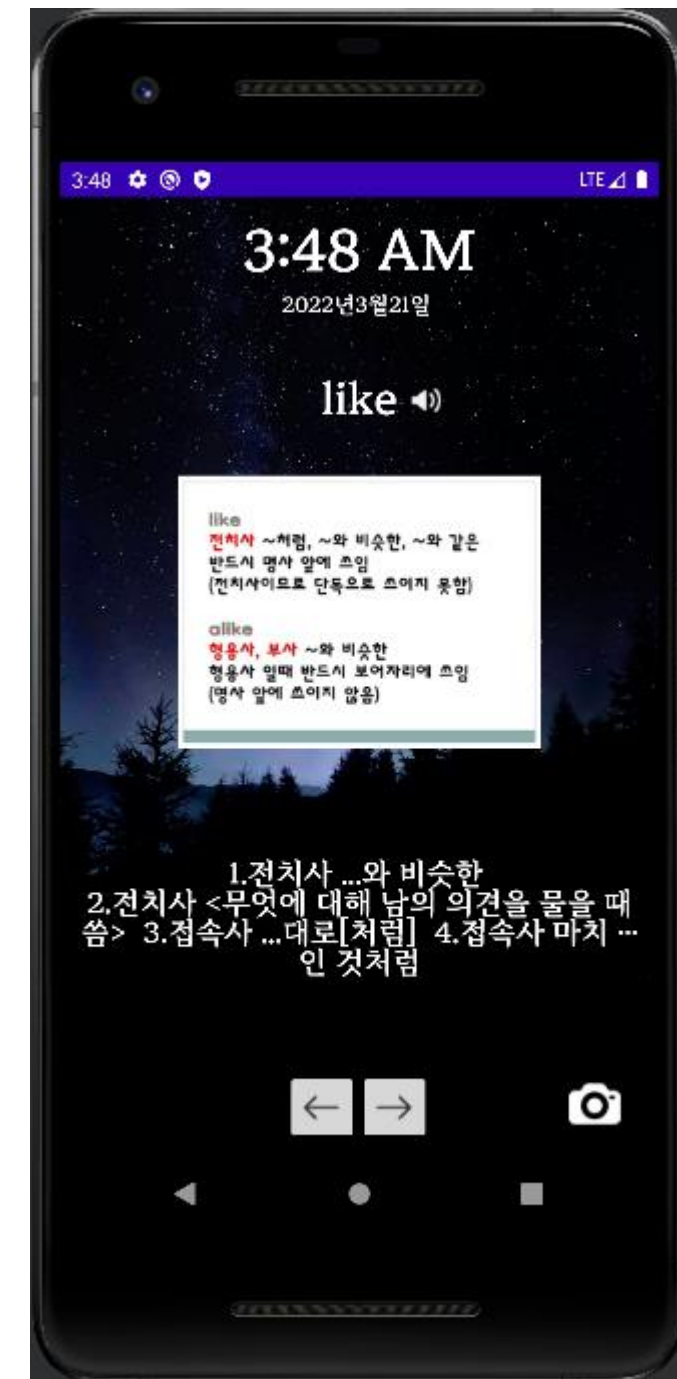 3:48 LTE
3:48 AM
2022년3월21일
like
like
전치사 ~처럼, ~와 비슷한, ~와 같은
반드시 명사 앞에 쓰임
(전치사이므로 단독으로 쓰이지 못함)
alike
형용사, 부사 ~와 비슷한
형용사 일때 반드시 보어자리에 쓰임
(명사 앞에 쓰이지 않음)
1.전치사 ...와 비슷한
2.전치사 <무엇에 대해 남의 의견을 물을 때
씀> 3.접속사 ...대로[처럼] 4.접속사 마치 …
인 것처럼